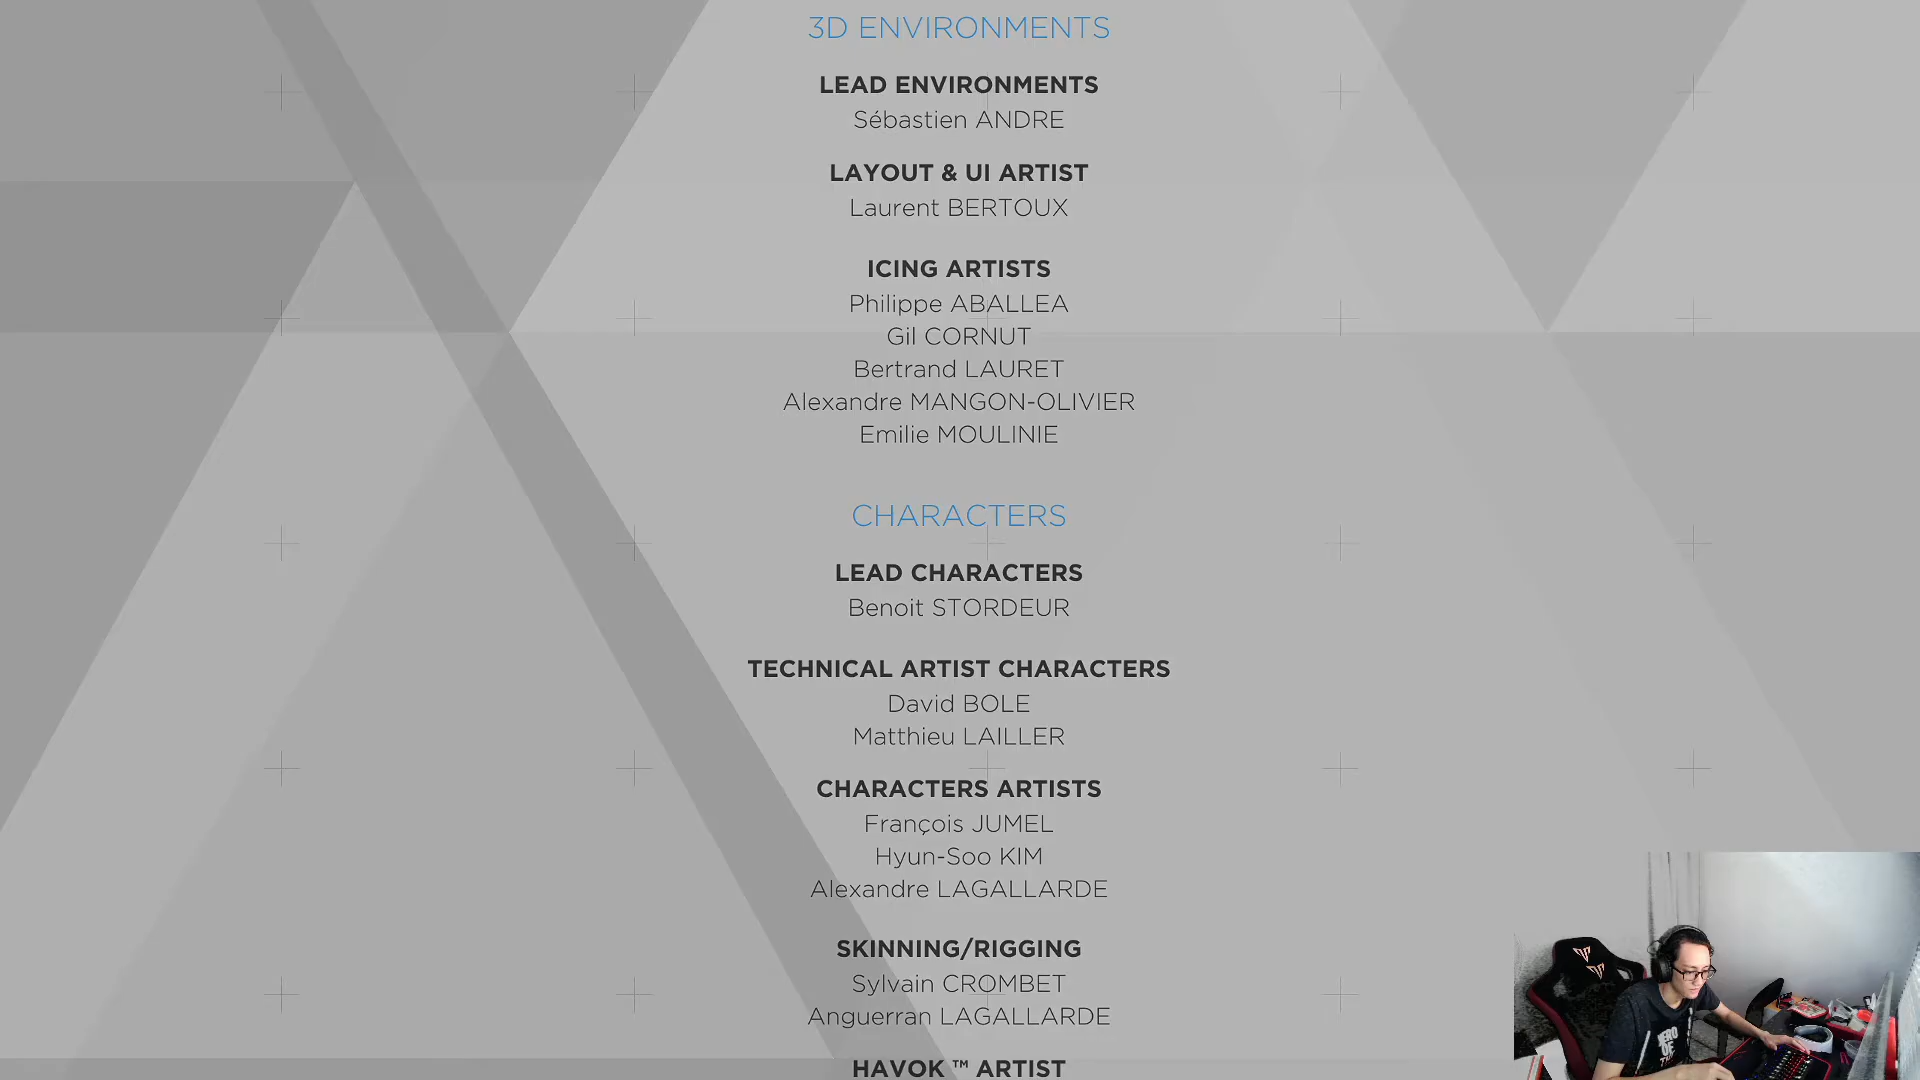 3D ENVIRONMENTS
LEAD ENVIRONMENTS
Sébastien ANDRE
LAYOUT & UI ARTIST
Laurent BERTOUX
ICING ARTISTS
Philippe ABALLEA
Gil CORNUT
Bertrand LAURET
Alexandre MANGON-OLIVIER
Emilie MOULINIE
CHARACTERS
LEAD CHARACTERS
Benoit STORDEUR
TECHNICAL ARTIST CHARACTERS
David BOLE
Matthieu LAILLER
CHARACTERS ARTISTS
François JUMEL
Hyun-Soo KIM
Alexandre LAGALLARDE
SKINNING/RIGGING
Sylvain CROMBET
Anguerran LAGALLARDE
HAVOK ™ ARTIST